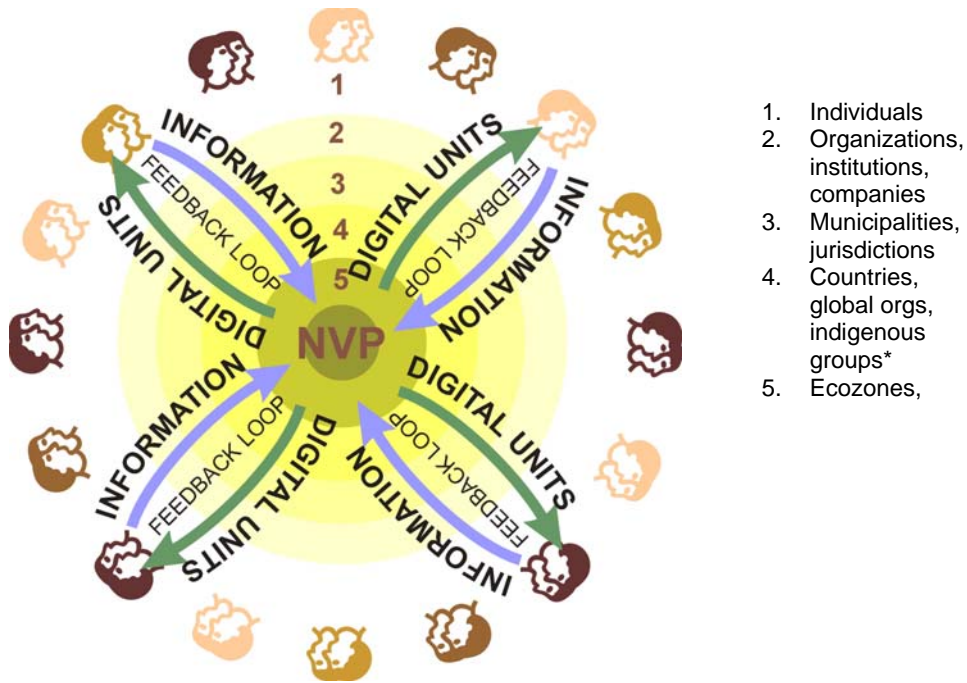 1
2
3
4
5
NVP
INFORMATION
FEEDBACK LOOP
DIGITAL UNITS
DIGITAL UNITS
FEEDBACK LOOP
INFORMATION
INFORMATION
FEEDBACK LOOP
DIGITAL UNITS
DIGITAL UNITS
FEEDBACK LOOP
INFORMATION
1. Individuals
2. Organizations,
institutions,
companies
3. Municipalities,
jurisdictions
4. Countries,
global orgs,
indigenous
groups*
5. Ecozones,